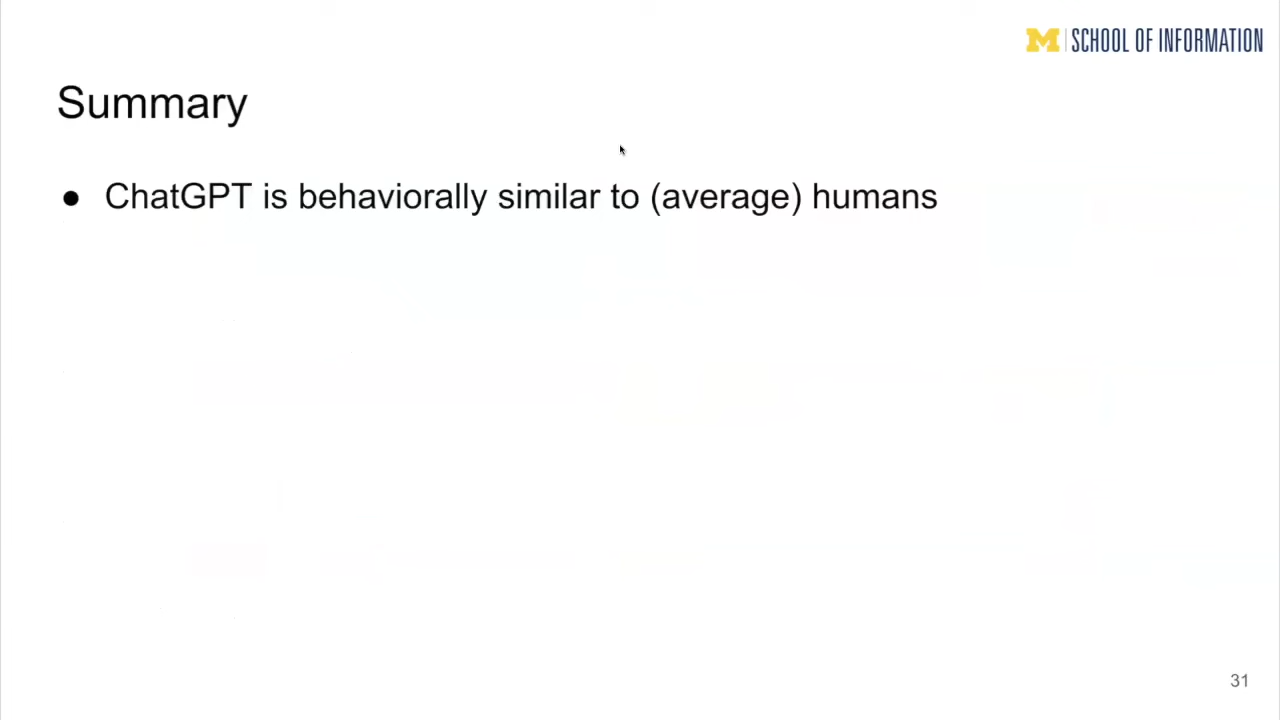 M SCHOOL OF INFORMATION
Summary
● ChatGPT is behaviorally similar to (average) humans
31